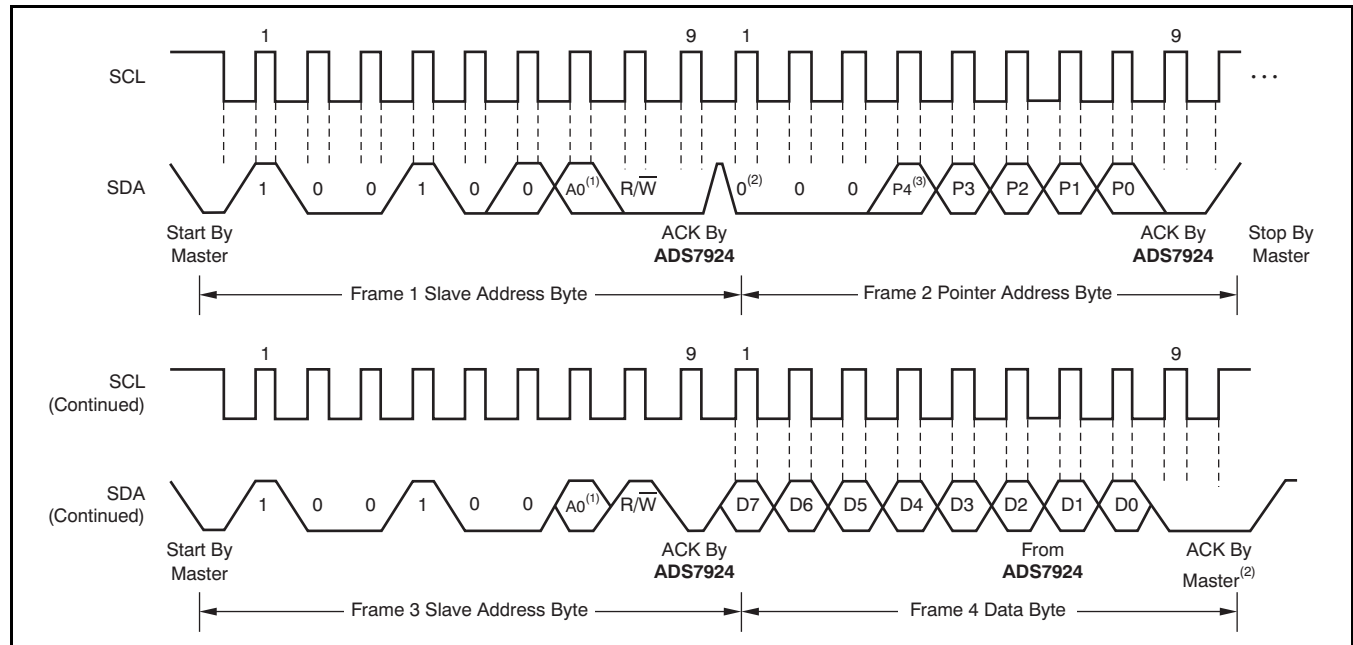 1 9 1 9
SCL ...
SDA 1 0 0 1 0 0 A0(1) R/W̅ 0(2) 0 0 P4(3) P3 P2 P1 P0
Start By Master
ACK By ADS7924
ACK By ADS7924
Stop By Master
Frame 1 Slave Address Byte
Frame 2 Pointer Address Byte
1 9 1 9
SCL
(Continued)
SDA
(Continued)
1 0 0 1 0 0 A0(1) R/W̅ D7 D6 D5 D4 D3 D2 D1 D0
Start By Master
ACK By ADS7924
From ADS7924
ACK By Master(2)
Frame 3 Slave Address Byte
Frame 4 Data Byte